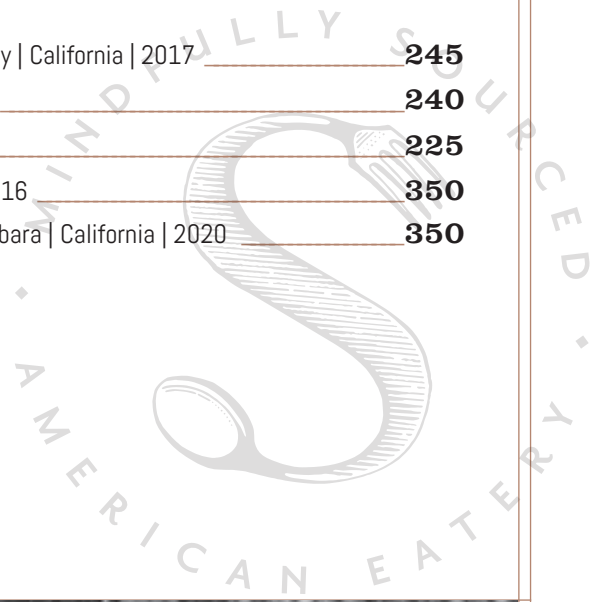 y | California | 2017 245
240
225
16 350
bara | California | 2020 350
MINDFULLY SOURCED
AMERICAN EATERY